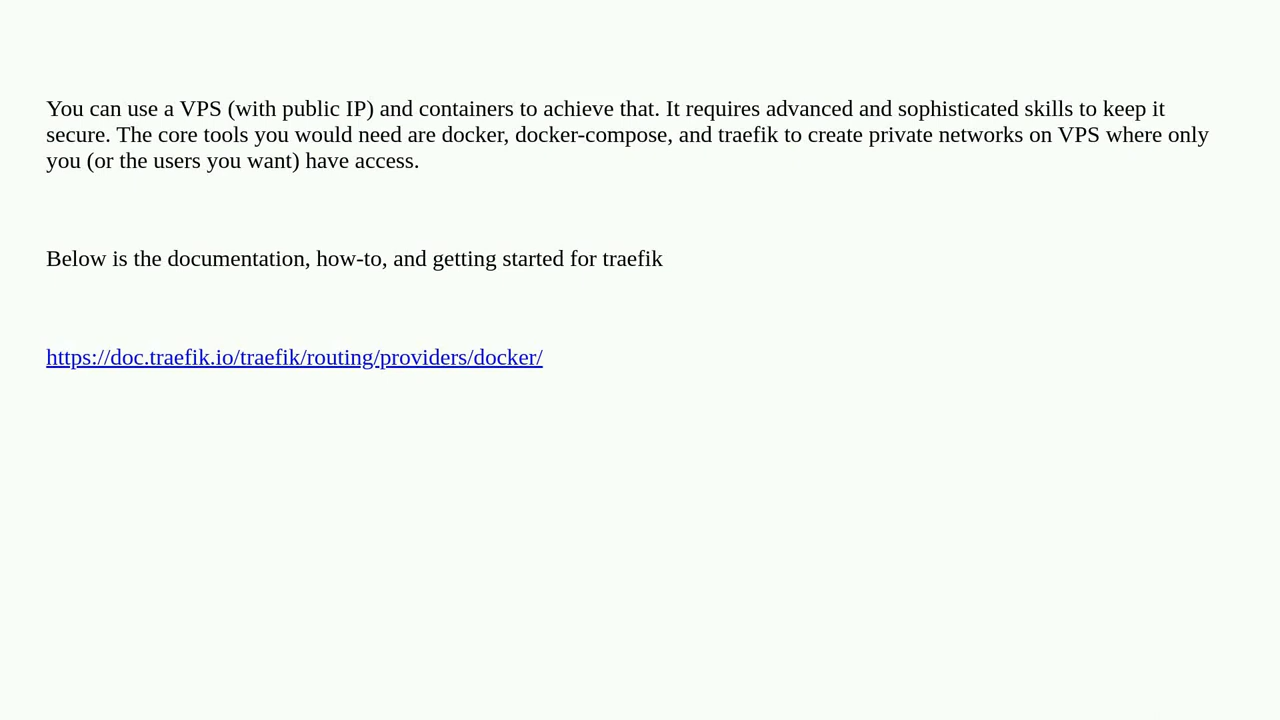 You can use a VPS (with public IP) and containers to achieve that. It requires advanced and sophisticated skills to keep it
secure. The core tools you would need are docker, docker-compose, and traefik to create private networks on VPS where only
you (or the users you want) have access.
Below is the documentation, how-to, and getting started for traefik
https://doc.traefik.io/traefik/routing/providers/docker/